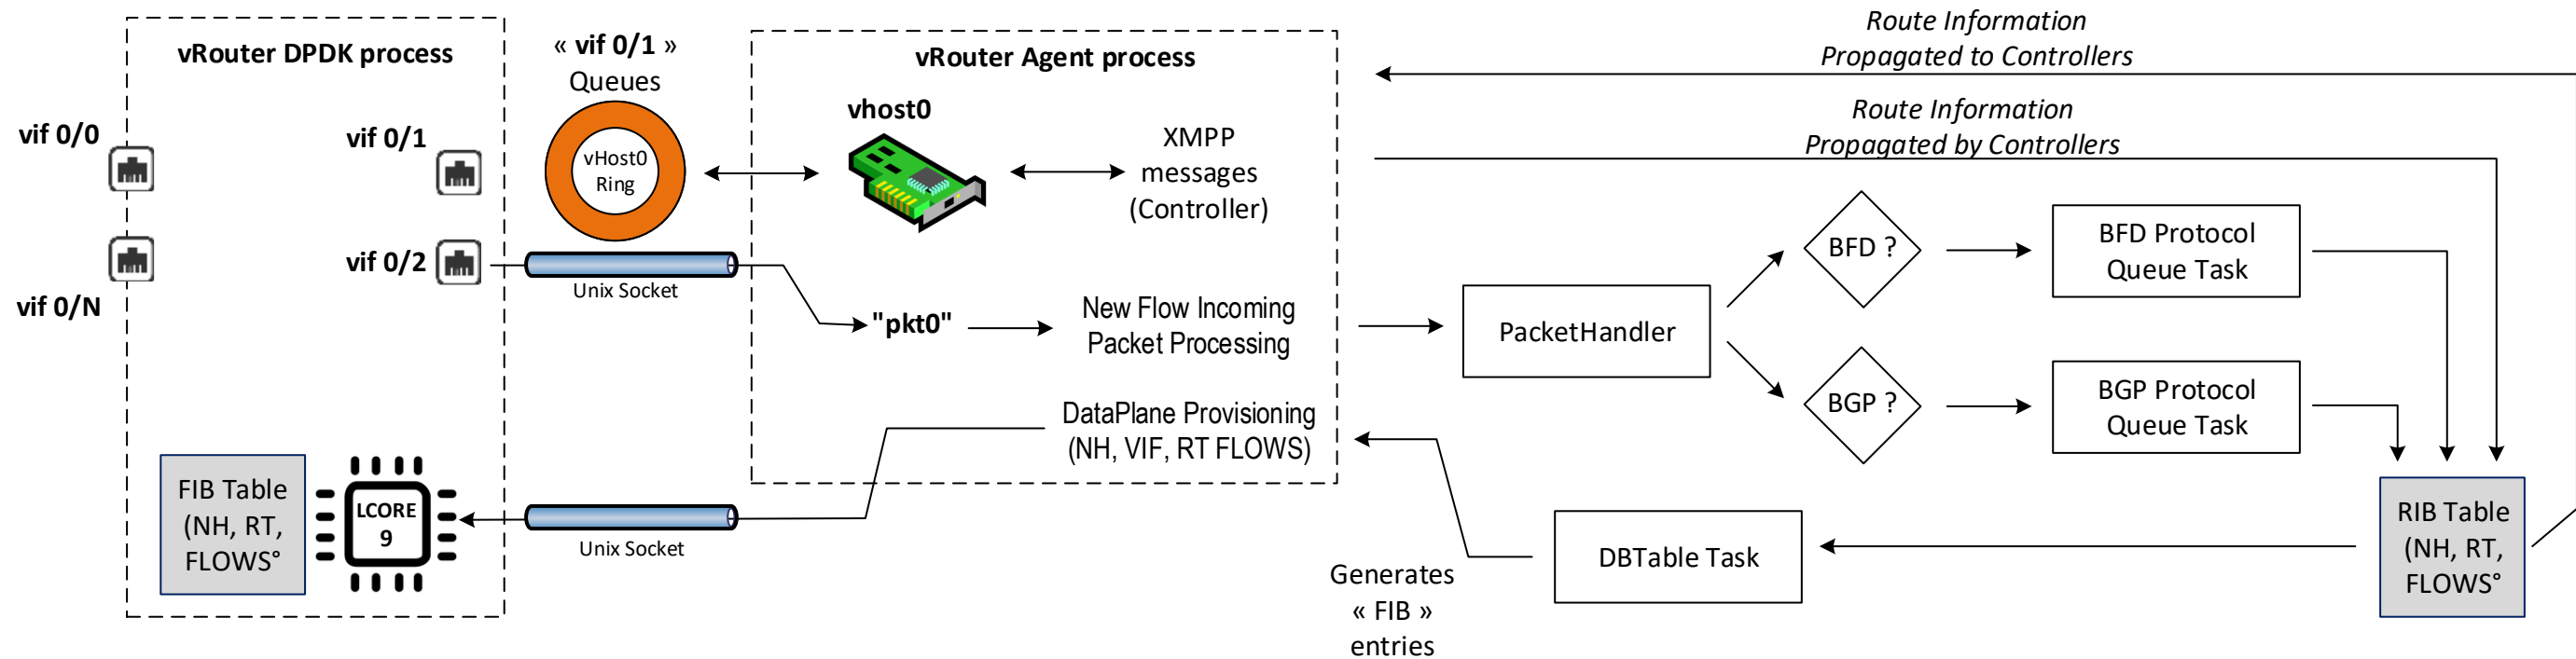 vRouter DPDK process
vif 0/0
vif 0/N
vif 0/1
vif 0/2
FIB Table
(NH, RT,
FLOWS°
LCORE
9
« vif 0/1 »
Queues
vHost0
Ring
Unix Socket
Unix Socket
vRouter Agent process
vhost0
XMPP
messages
(Controller)
"pkt0"
New Flow Incoming
Packet Processing
DataPlane Provisioning
(NH, VIF, RT FLOWS)
Route Information
Propagated to Controllers
Route Information
Propagated by Controllers
PacketHandler
BFD ?
BFD Protocol
Queue Task
BGP ?
BGP Protocol
Queue Task
RIB Table
(NH, RT,
FLOWS°
DBTable Task
Generates
« FIB »
entries